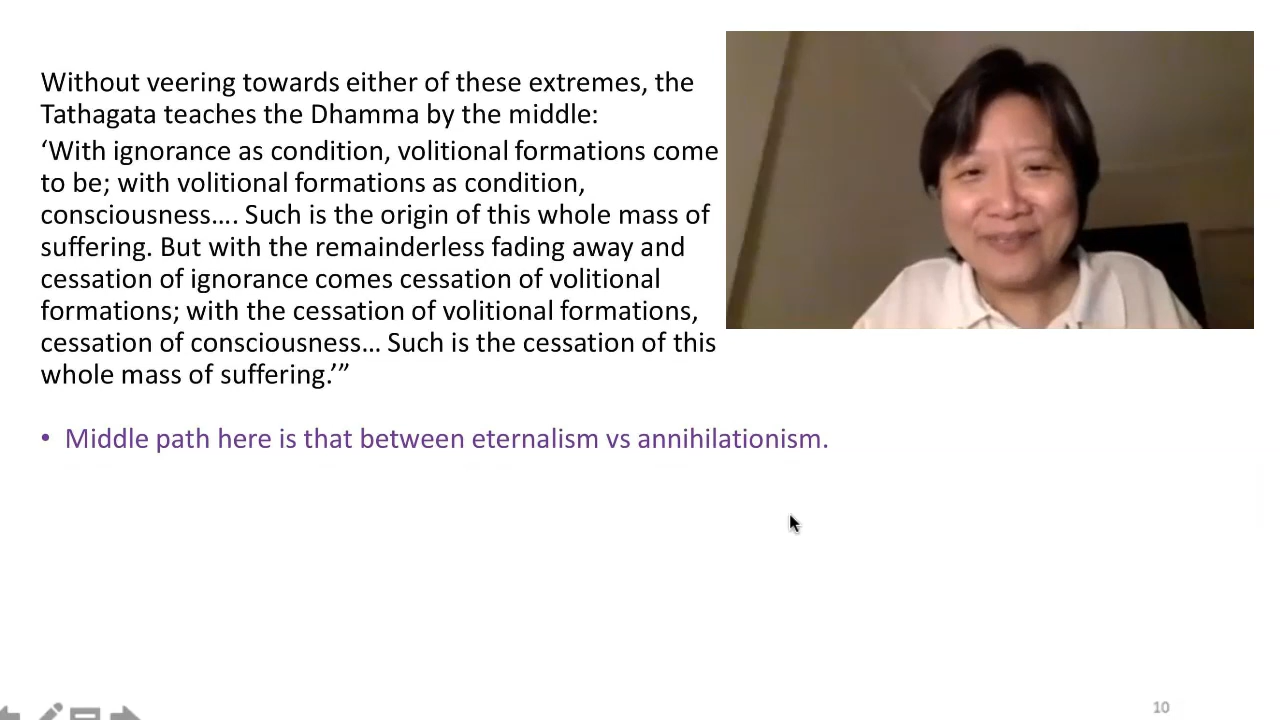 Without veering towards either of these extremes, the
Tathagata teaches the Dhamma by the middle:
‘With ignorance as condition, volitional formations come
to be; with volitional formations as condition,
consciousness…. Such is the origin of this whole mass of
suffering. But with the remainderless fading away and
cessation of ignorance comes cessation of volitional
formations; with the cessation of volitional formations,
cessation of consciousness… Such is the cessation of this
whole mass of suffering.’”
• Middle path here is that between eternalism vs annihilationism.
10